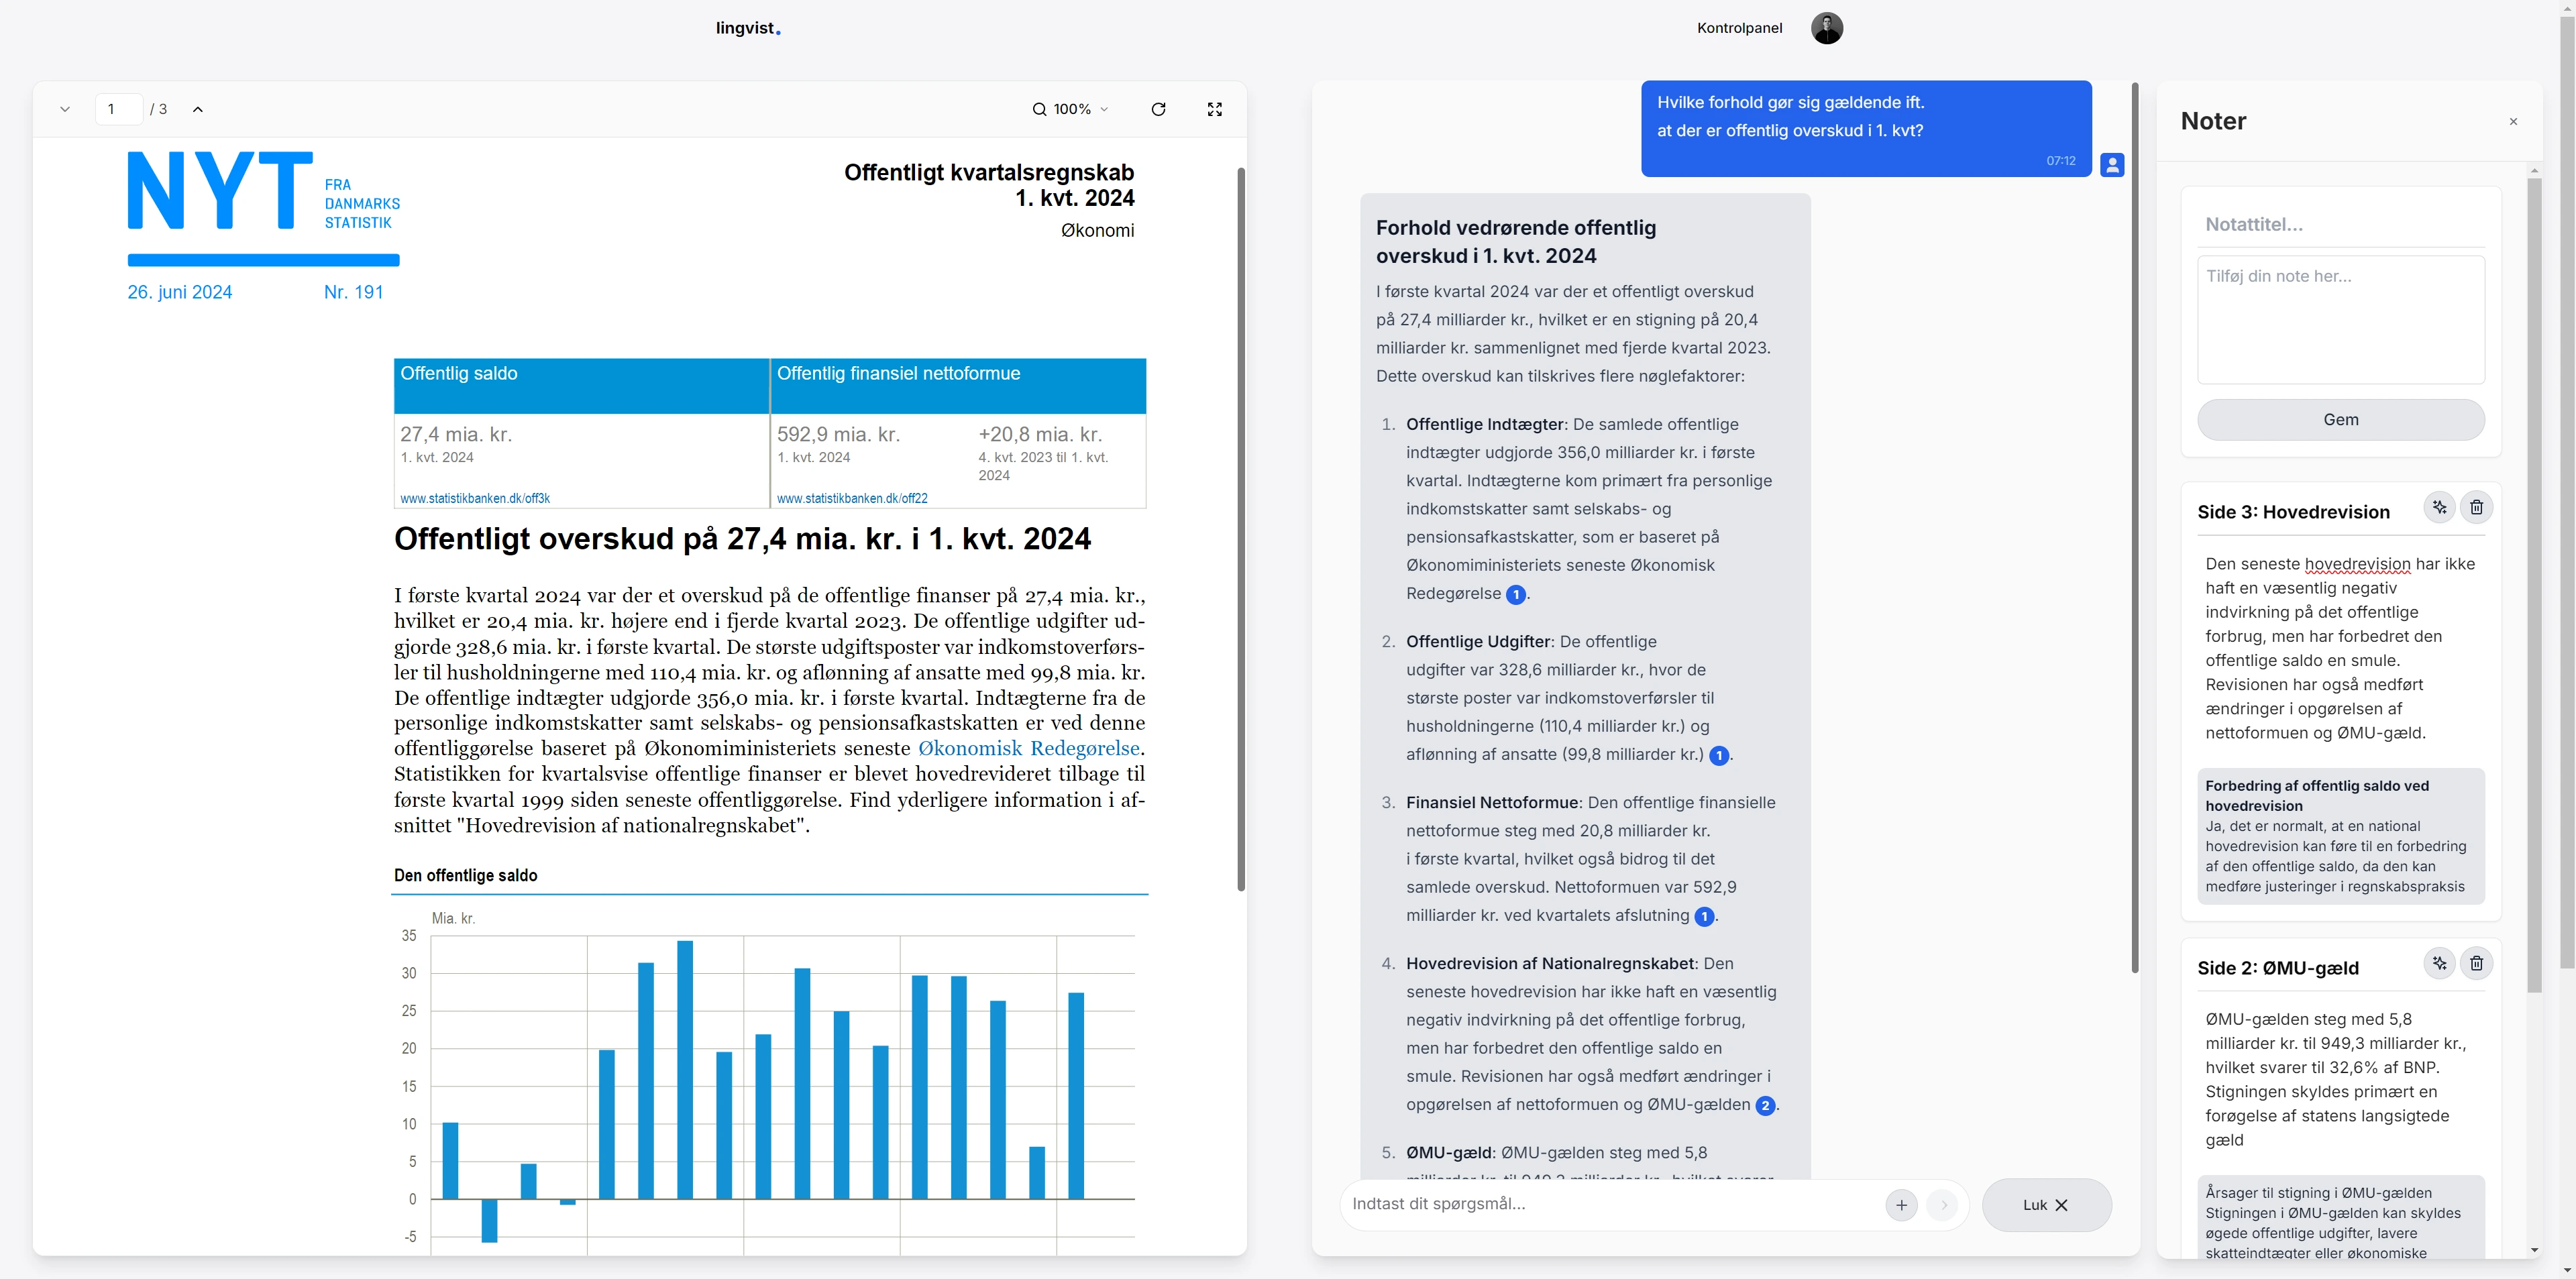 lingvist.
Kontrolpanel
1 / 3
100%
NYT
FRA
DANMARKS
STATISTIK
26. juni 2024 Nr. 191
Offentligt kvartalsregnskab
1. kvt. 2024
Økonomi
Offentlig saldo
Offentlig finansiel nettoformue
27,4 mia. kr.
1. kvt. 2024
www.statistikbanken.dk/off3k
592,9 mia. kr.
1. kvt. 2024
www.statistikbanken.dk/off22
+20,8 mia. kr.
4. kvt. 2023 til 1. kvt.
2024
Offentligt overskud på 27,4 mia. kr. i 1. kvt. 2024
I første kvartal 2024 var der et overskud på de offentlige finanser på 27,4 mia. kr.,
hvilket er 20,4 mia. kr. højere end i fjerde kvartal 2023. De offentlige udgifter ud-
gjorde 328,6 mia. kr. i første kvartal. De største udgiftsposter var indkomstoverførs-
ler til husholdningerne med 110,4 mia. kr. og aflønning af ansatte med 99,8 mia. kr.
De offentlige indtægter udgjorde 356,0 mia. kr. i første kvartal. Indtægterne fra de
personlige indkomstskatter samt selskabs- og pensionsafkastskatten er ved denne
offentliggørelse baseret på Økonomiministeriets seneste Økonomisk Redegørelse.
Statistikken for kvartalsvise offentlige finanser er blevet hovedrevideret tilbage til
første kvartal 1999 siden seneste offentliggørelse. Find yderligere information i af-
snittet "Hovedrevision af nationalregnskabet".
Den offentlige saldo
Mia. kr.
35
30
25
20
15
10
5
0
-5
Hvilke forhold gør sig gældende ift.
at der er offentlig overskud i 1. kvt?
07:12
Forhold vedrørende offentlig
overskud i 1. kvt. 2024
I første kvartal 2024 var der et offentligt overskud
på 27,4 milliarder kr., hvilket er en stigning på 20,4
milliarder kr. sammenlignet med fjerde kvartal 2023.
Dette overskud kan tilskrives flere nøglefaktorer:
1. Offentlige Indtægter: De samlede offentlige
indtægter udgjorde 356,0 milliarder kr. i første
kvartal. Indtægterne kom primært fra personlige
indkomstskatter samt selskabs- og
pensionsafkastskatter, som er baseret på
Økonomiministeriets seneste Økonomisk
Redegørelse 1.
2. Offentlige Udgifter: De offentlige
udgifter var 328,6 milliarder kr., hvor de
største poster var indkomstoverførsler til
husholdningerne (110,4 milliarder kr.) og
aflønning af ansatte (99,8 milliarder kr.) 1.
3. Finansiel Nettoformue: Den offentlige finansielle
nettoformue steg med 20,8 milliarder kr.
i første kvartal, hvilket også bidrog til det
samlede overskud. Nettoformuen var 592,9
milliarder kr. ved kvartalets afslutning 1.
4. Hovedrevision af Nationalregnskabet: Den
seneste hovedrevision har ikke haft en væsentlig
negativ indvirkning på det offentlige forbrug,
men har forbedret den offentlige saldo en
smule. Revisionen har også medført ændringer i
opgørelsen af nettoformuen og ØMU-gælden 2.
5. ØMU-gæld: ØMU-gælden steg med 5,8
Indtast dit spørgsmål...
Luk
Noter
Notattitel...
Tilføj din note her...
Gem
Side 3: Hovedrevision
Den seneste hovedrevision har ikke
haft en væsentlig negativ
indvirkning på det offentlige
forbrug, men har forbedret den
offentlige saldo en smule.
Revisionen har også medført
ændringer i opgørelsen af
nettoformuen og ØMU-gæld.
Forbedring af offentlig saldo ved
hovedrevision
Ja, det er normalt, at en national
hovedrevision kan føre til en forbedring
af den offentlige saldo, da den kan
medføre justeringer i regnskabspraksis
Side 2: ØMU-gæld
ØMU-gælden steg med 5,8
milliarder kr. til 949,3 milliarder kr.,
hvilket svarer til 32,6% af BNP.
Stigningen skyldes primært en
forøgelse af statens langsigtede
gæld
Årsager til stigning i ØMU-gælden
Stigningen i ØMU-gælden kan skyldes
øgede offentlige udgifter, lavere
skatteindtægter eller økonomiske